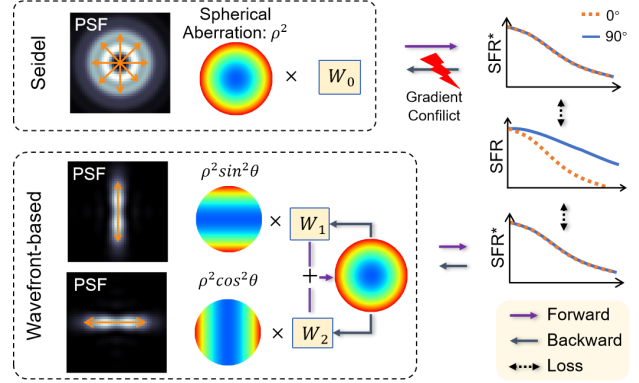 Seidel
PSF
Spherical
Aberration: ρ²
×
W₀
Gradient
Confilict
SFR*
0°
90°
SFR
Wavefront-based
PSF
ρ²sin²θ
×
W₁
+
PSF
ρ²cos²θ
×
W₂
SFR*
Forward
Backward
Loss